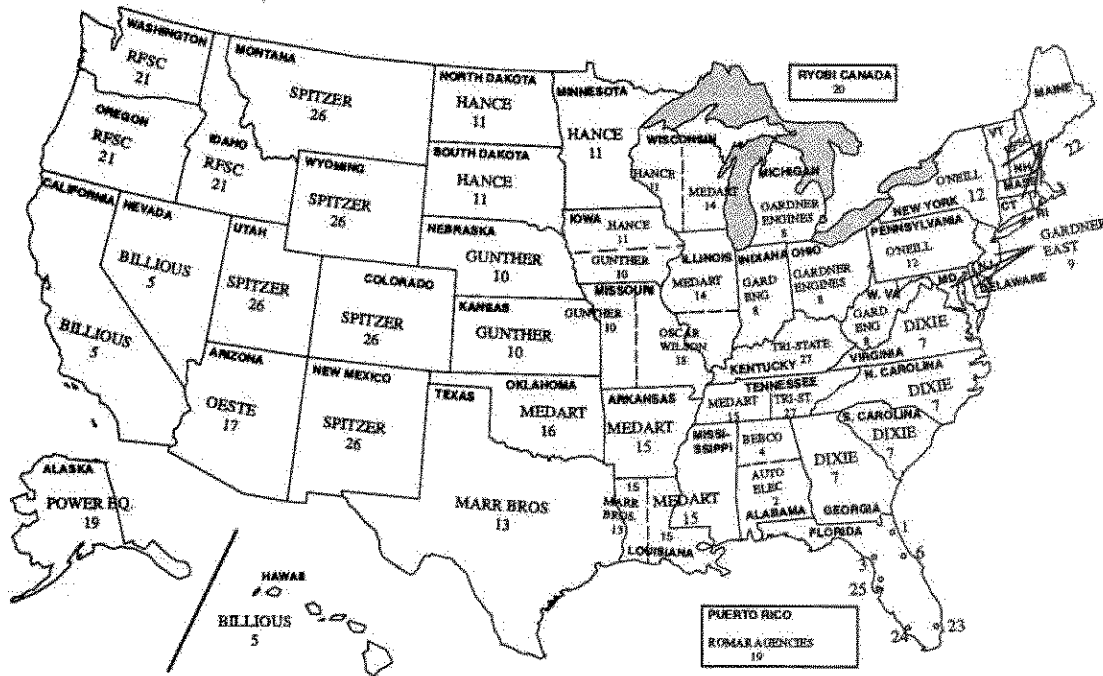 WASHINGTON
RFSC
21
OREGON
RFSC
21
IDAHO
RFSC
21
MONTANA
SPITZER
26
WYOMING
SPITZER
26
NORTH DAKOTA
HANCE
11
SOUTH DAKOTA
HANCE
11
MINNESOTA
HANCE
11
WISCONSIN
HANCE
11
MEDART
14
MICHIGAN
GARDNER
ENGINES
8
RYOBI CANADA
20
MAINE
VT
NH
MASS
CT
RI
22
NEW YORK
O'NEILL
12
PENNSYLVANIA
O'NEILL
12
N.J.
GARDNER
EAST
9
DELAWARE
CALIFORNIA
BILLIOUS
5
NEVADA
BILLIOUS
5
UTAH
SPITZER
26
COLORADO
SPITZER
26
NEBRASKA
GUNTHER
10
KANSAS
GUNTHER
10
IOWA
HANCE
11
GUNTHER
10
MISSOURI
GUNTHER
10
OSCAR
WILSON
18
ILLINOIS
MEDART
14
INDIANA
GARD
ENG
8
OHIO
GARDNER
ENGINES
8
W. VA
GARD
ENG
8
MD
VIRGINIA
DIXIE
7
KENTUCKY
TRI-STATE
27
TENNESSEE
MEDART
15
TRI-ST.
27
N. CAROLINA
DIXIE
7
S. CAROLINA
DIXIE
7
ARIZONA
OESTE
17
NEW MEXICO
SPITZER
26
TEXAS
MARR BROS
13
OKLAHOMA
MEDART
16
ARKANSAS
MEDART
15
MISSI-
SSIPPI
MEDART
15
LOUISIANA
15
MARR
BROS.
13
15
ALABAMA
BEBCO
4
AUTO
ELEC
2
GEORGIA
DIXIE
7
FLORIDA
1
6
3
25
24
23
ALASKA
POWER EQ.
19
HAWAII
BILLIOUS
5
PUERTO RICO
ROMAR AGENCIES
19